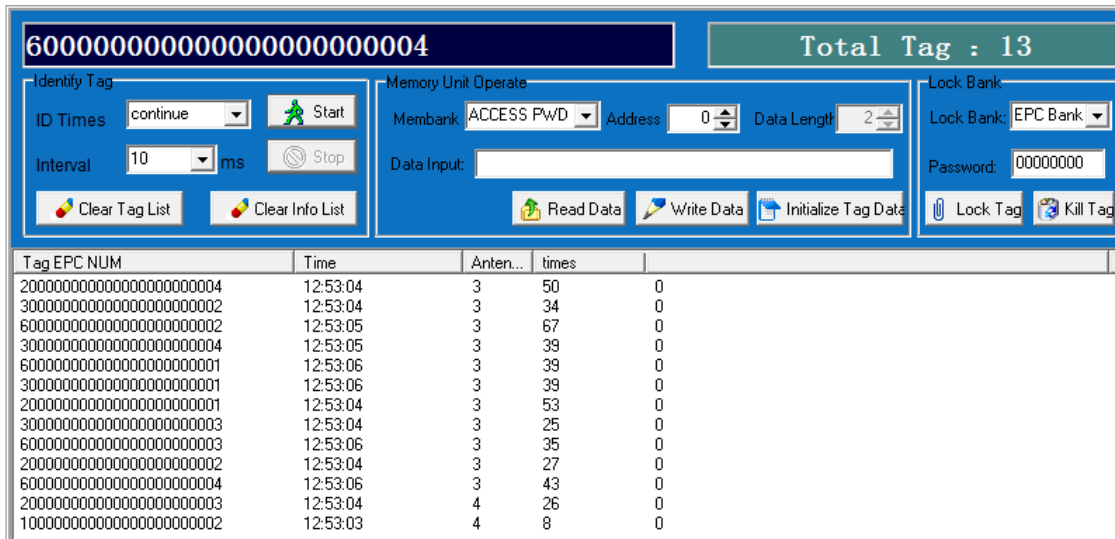 600000000000000000000004 Total Tag : 13
Identify Tag Memory Unit Operate Lock Bank
ID Times continue Start Membank ACCESS PWD Address 0 Data Length 2 Lock Bank: EPC Bank
Interval 10 ms Stop Data Input: Password: 00000000
Clear Tag List Clear Info List Read Data Write Data Initialize Tag Data Lock Tag Kill Tag
Tag EPC NUM Time Anten... times
200000000000000000000004 12:53:04 3 50 0
300000000000000000000002 12:53:04 3 34 0
600000000000000000000002 12:53:05 3 67 0
300000000000000000000004 12:53:05 3 39 0
600000000000000000000001 12:53:06 3 39 0
300000000000000000000001 12:53:06 3 39 0
200000000000000000000001 12:53:04 3 53 0
300000000000000000000003 12:53:04 3 25 0
600000000000000000000003 12:53:06 3 35 0
200000000000000000000002 12:53:04 3 27 0
600000000000000000000004 12:53:06 3 43 0
200000000000000000000003 12:53:04 4 26 0
100000000000000000000002 12:53:03 4 8 0